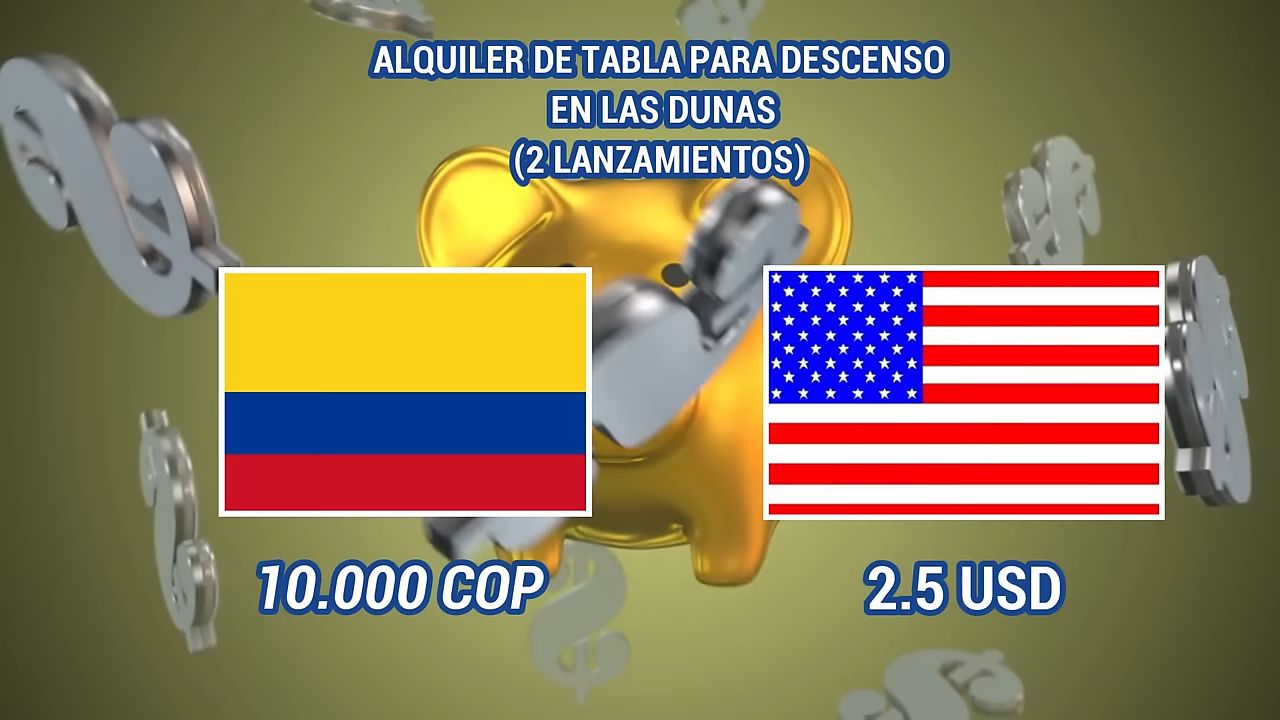 ALQUILER DE TABLA PARA DESCENSO
EN LAS DUNAS
(2 LANZAMIENTOS)
10.000 COP
2.5 USD